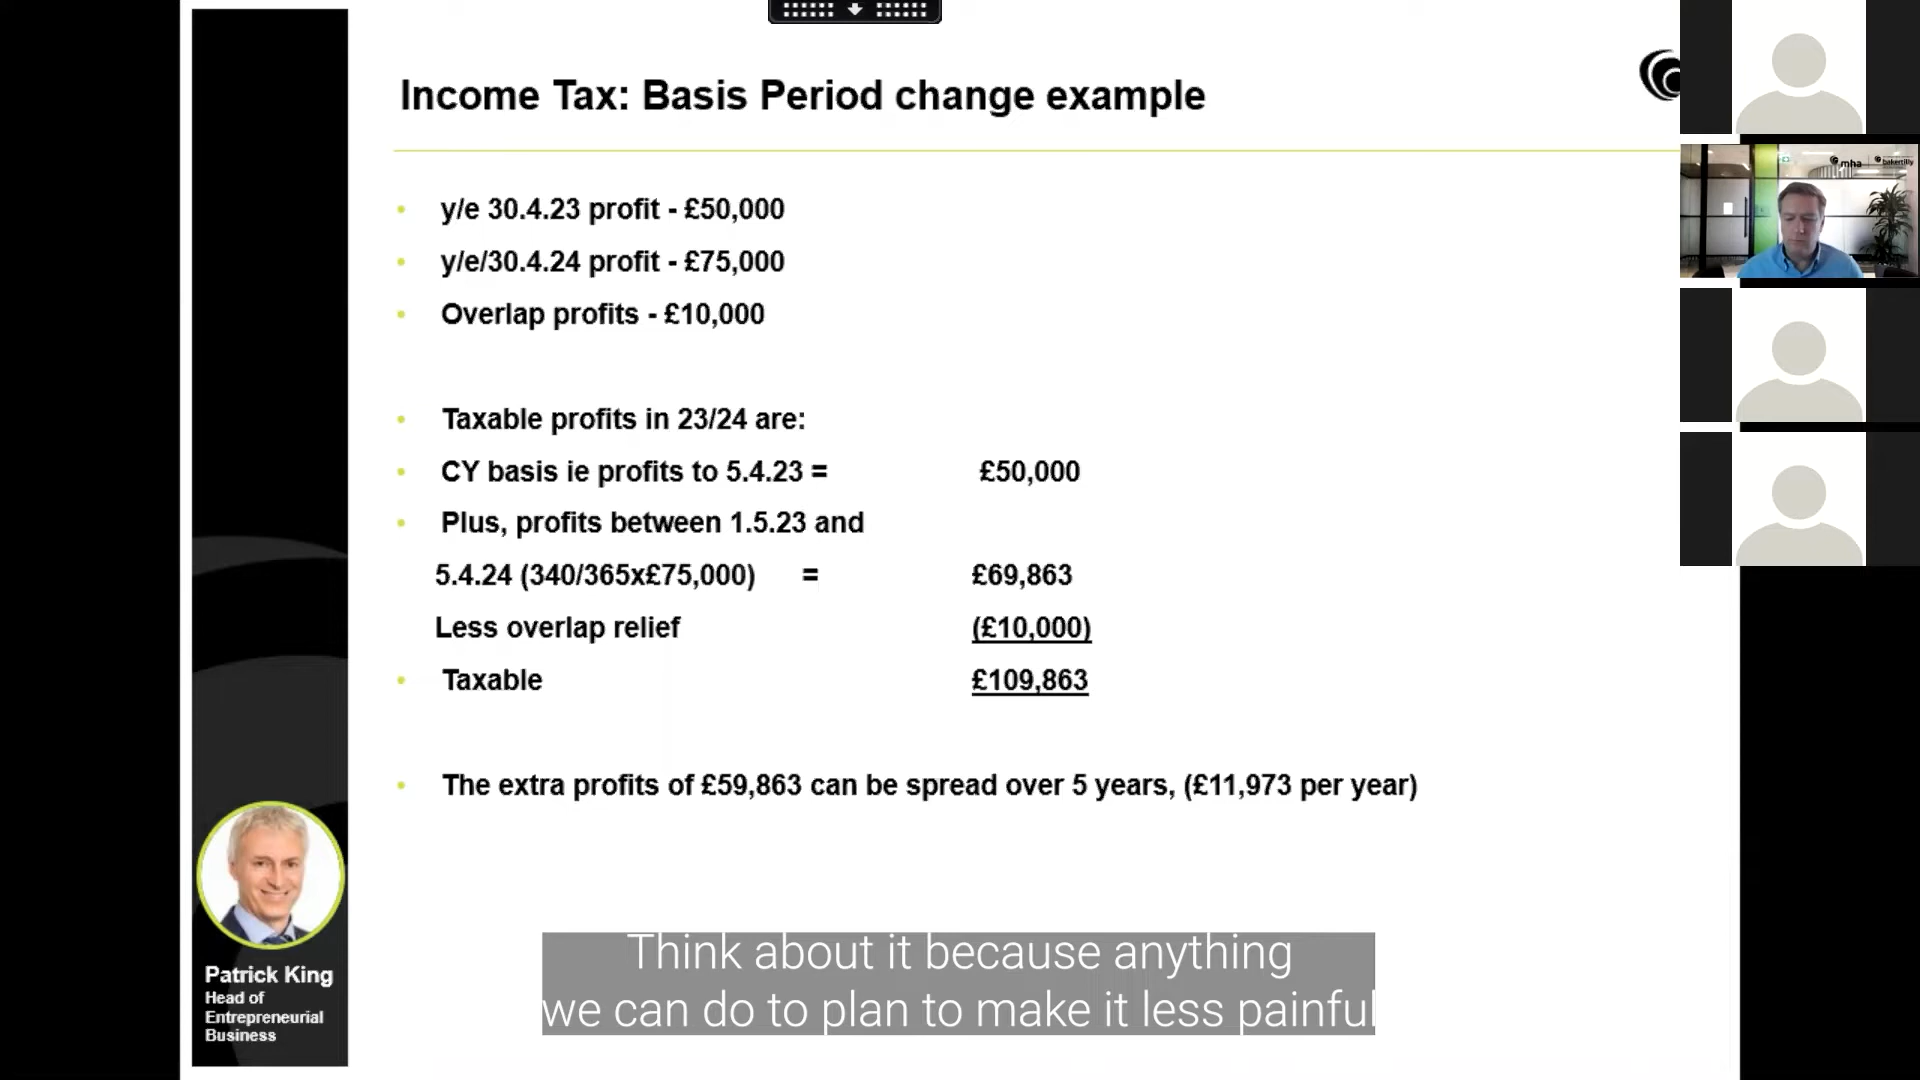 Income Tax: Basis Period change example
y/e 30.4.23 profit - £50,000
y/e/30.4.24 profit - £75,000
Overlap profits - £10,000
Taxable profits in 23/24 are:
CY basis ie profits to 5.4.23 = £50,000
Plus, profits between 1.5.23 and
5.4.24 (340/365x£75,000) = £69,863
Less overlap relief (£10,000)
Taxable £109,863
The extra profits of £59,863 can be spread over 5 years, (£11,973 per year)
Patrick King
Head of
Entrepreneurial
Business
mha
bakertilly
Think about it because anything
we can do to plan to make it less painful